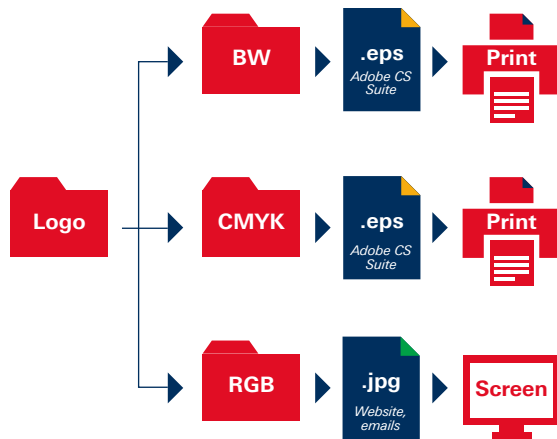 BW
.eps
Adobe CS
Suite
Print
Logo
CMYK
.eps
Adobe CS
Suite
Print
RGB
.jpg
Website,
emails
Screen